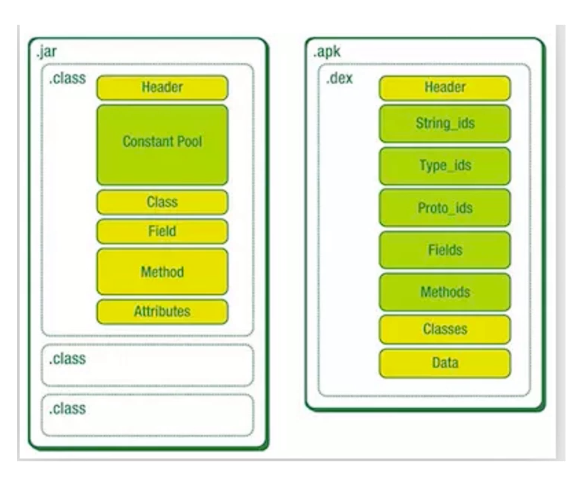 .jar
.class
Header
Constant Pool
Class
Field
Method
Attributes
.class
.class
.apk
.dex
Header
String_ids
Type_ids
Proto_ids
Fields
Methods
Classes
Data